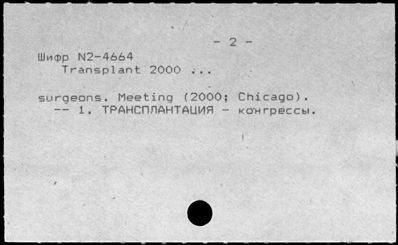 - 2 -
Шифр N2-4664
Transplant 2000 ...
surgeons. Meeting (2000; Chicago).
-- 1. ТРАНСПЛАНТАЦИЯ - конгрессы.